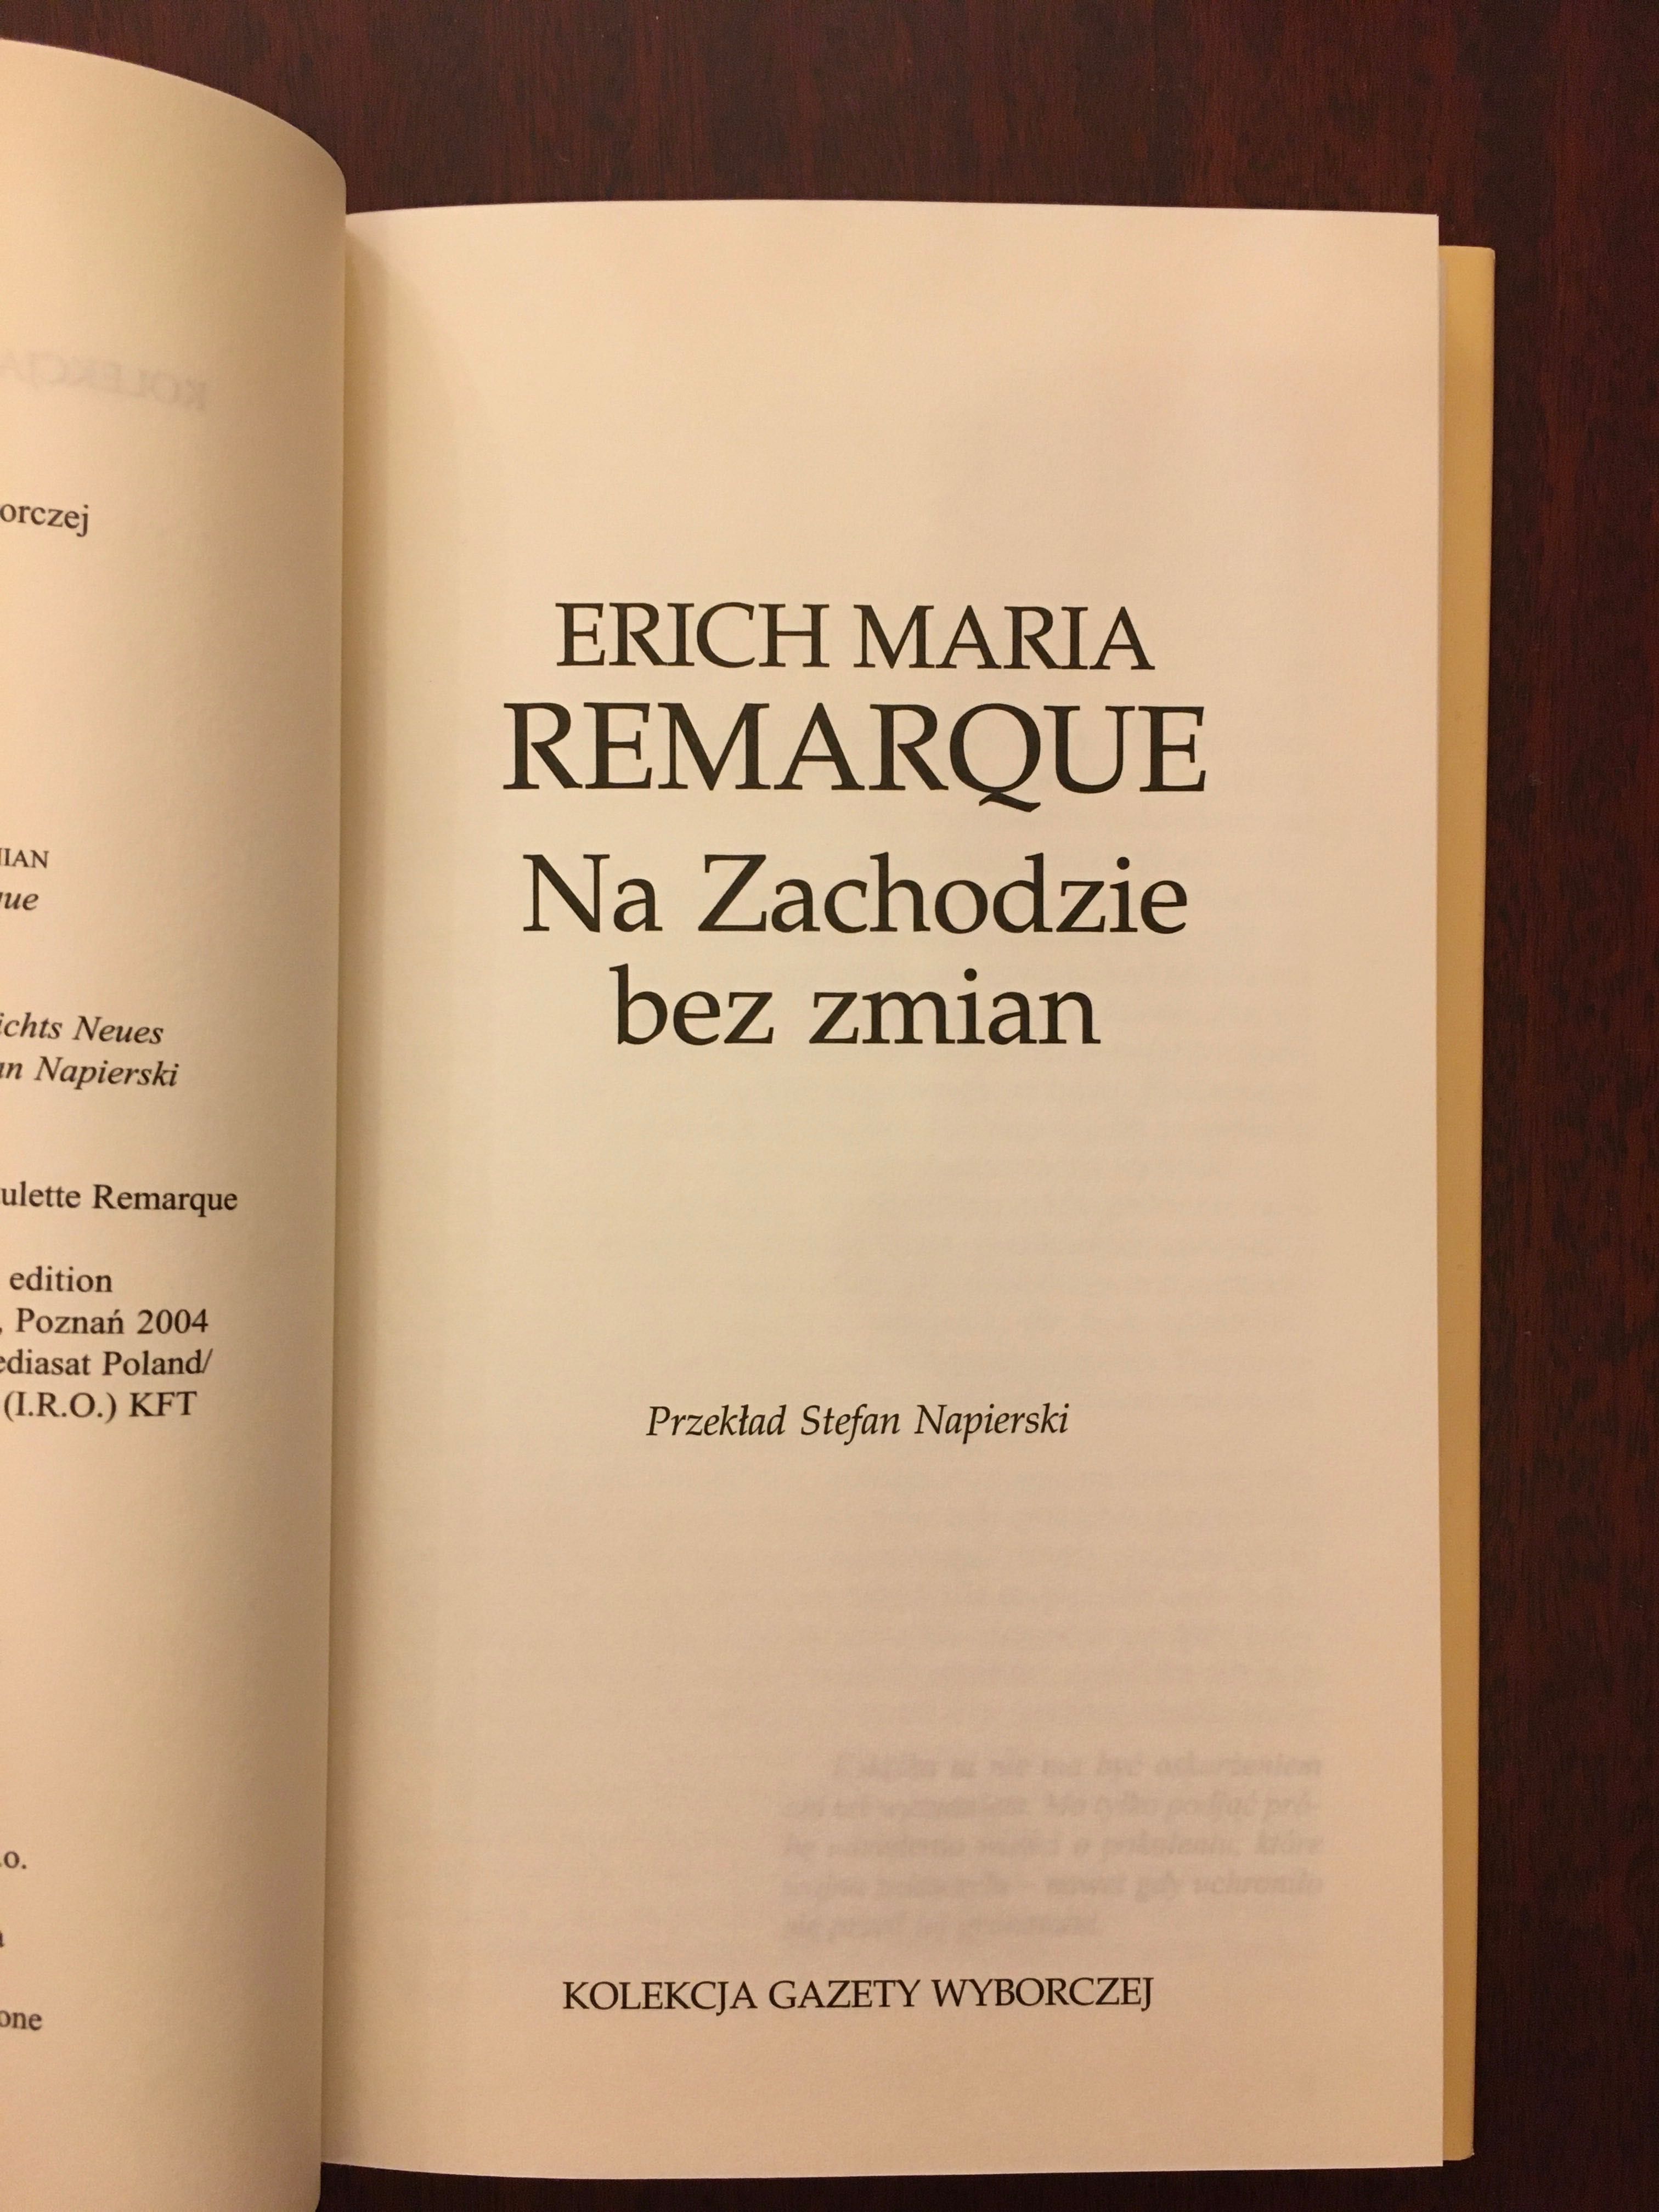 KOLEKCJA
orczej
IAN
ue
ichts Neues
an Napierski
ulette Remarque
edition
, Poznań 2004
ediasat Poland/
(I.R.O.) KFT
o.
a
one
ERICH MARIA
REMARQUE
Na Zachodzie
bez zmian
Przekład Stefan Napierski
KOLEKCJA GAZETY WYBORCZEJ